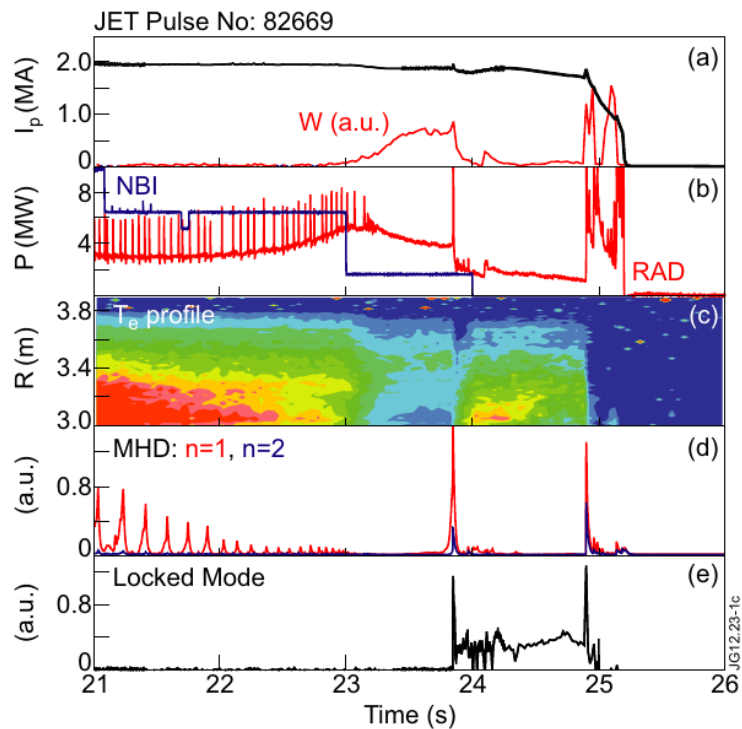 JET Pulse No: 82669
(a)
2.0
1.0
0
Ip (MA)
W (a.u.)
(b)
NBI
8
4
P (MW)
RAD
(c)
Te profile
3.8
3.4
3.0
R (m)
(d)
MHD: n=1, n=2
0.8
0
(a.u.)
(e)
Locked Mode
0.8
0
(a.u.)
21 22 23 24 25 26
Time (s)
JG12.23-1c